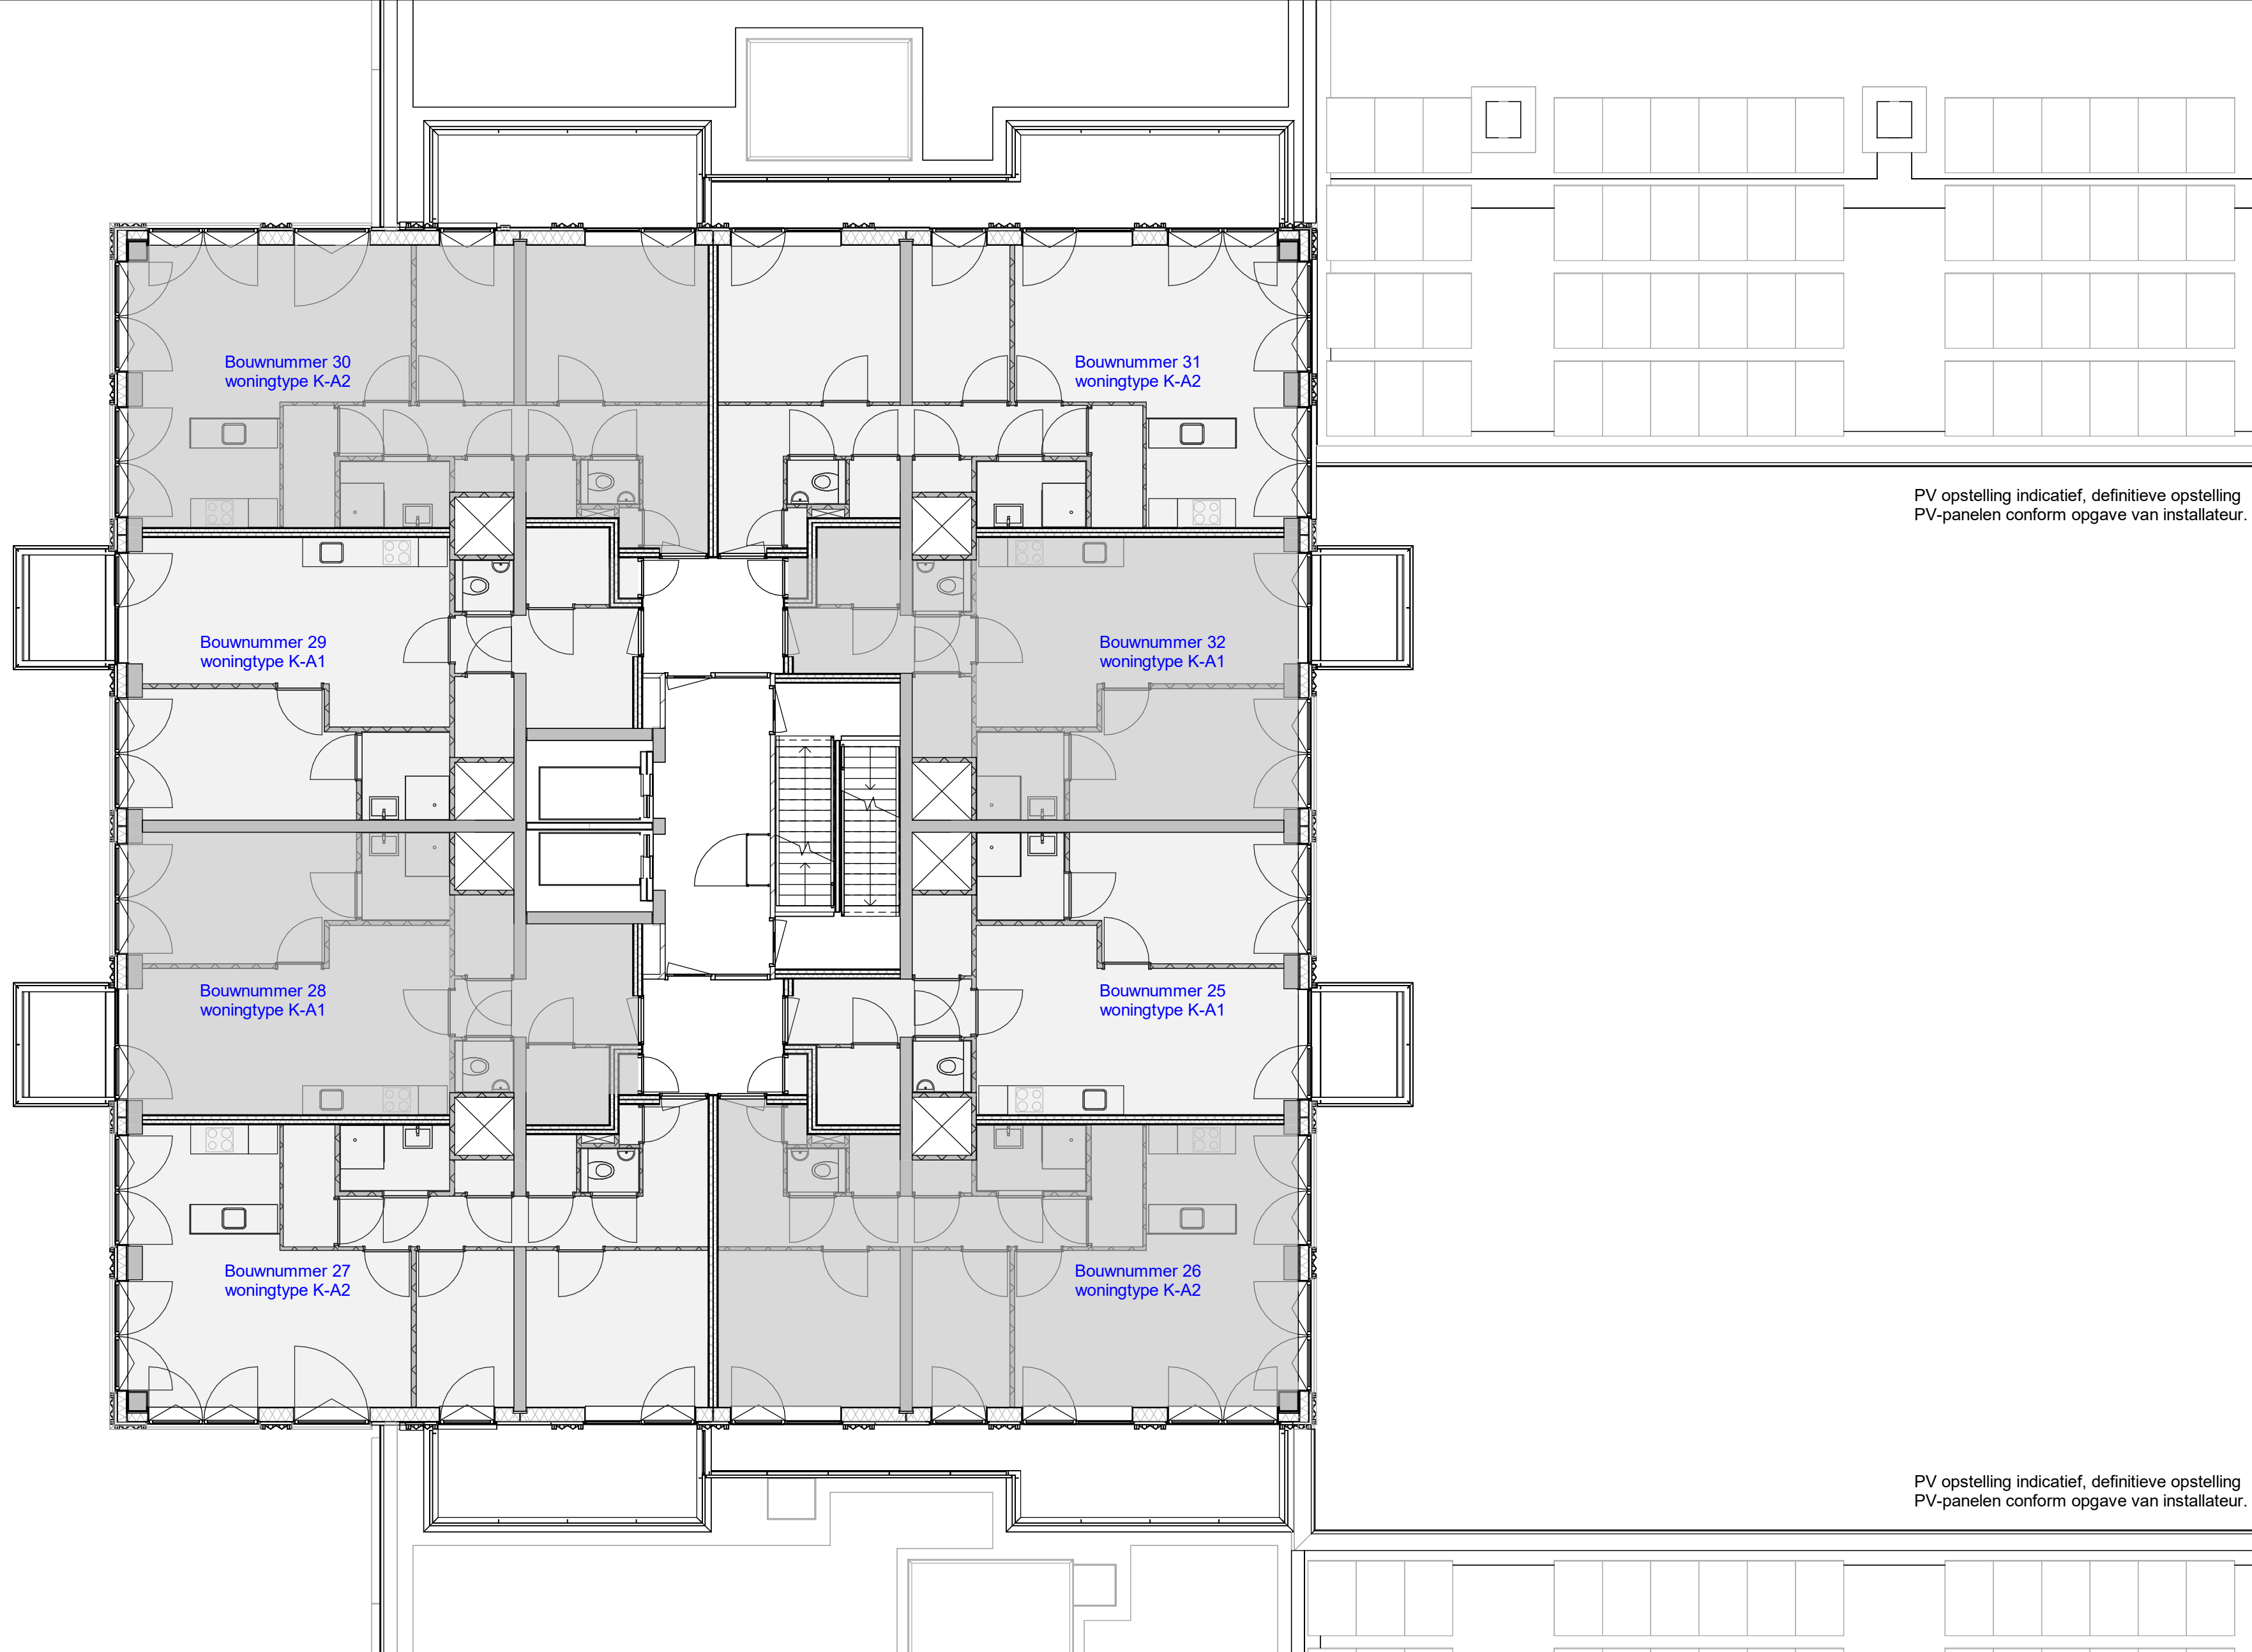 Bouwnummer 30
woningtype K-A2
Bouwnummer 31
woningtype K-A2
PV opstelling indicatief, definitieve opstelling
PV-panelen conform opgave van installateur.
Bouwnummer 29
woningtype K-A1
Bouwnummer 32
woningtype K-A1
Bouwnummer 28
woningtype K-A1
Bouwnummer 25
woningtype K-A1
Bouwnummer 27
woningtype K-A2
Bouwnummer 26
woningtype K-A2
PV opstelling indicatief, definitieve opstelling
PV-panelen conform opgave van installateur.